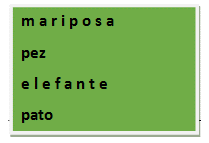 m a r i p o s a
pez
e l e f a n t e
pato